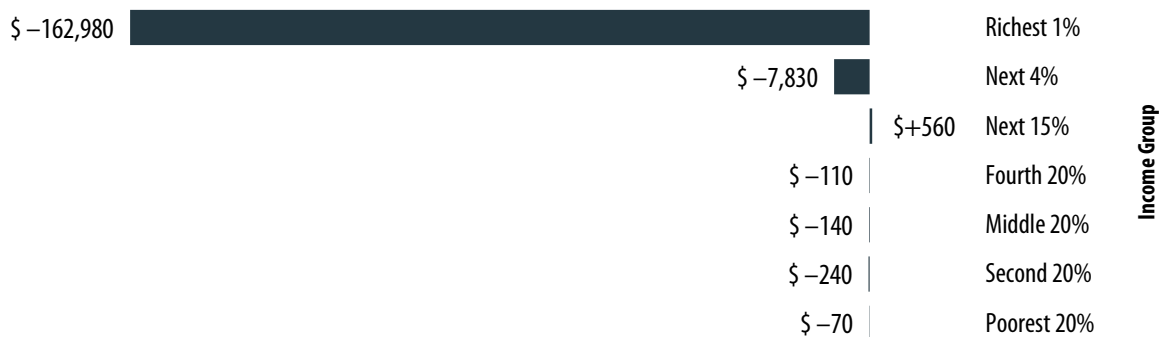 $ –162,980 Richest 1%
$ –7,830 Next 4%
$+560 Next 15%
$ –110 Fourth 20%
$ –140 Middle 20%
$ –240 Second 20%
$ –70 Poorest 20%
Income Group